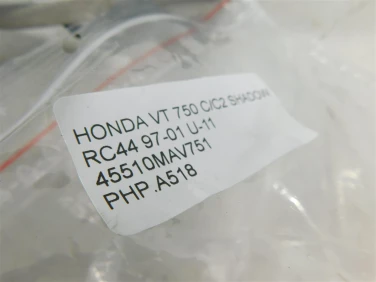 HONDA VT 750 C/C2 SHADOW
RC44 97-01 U-11
45510MAV751
PHP.A518